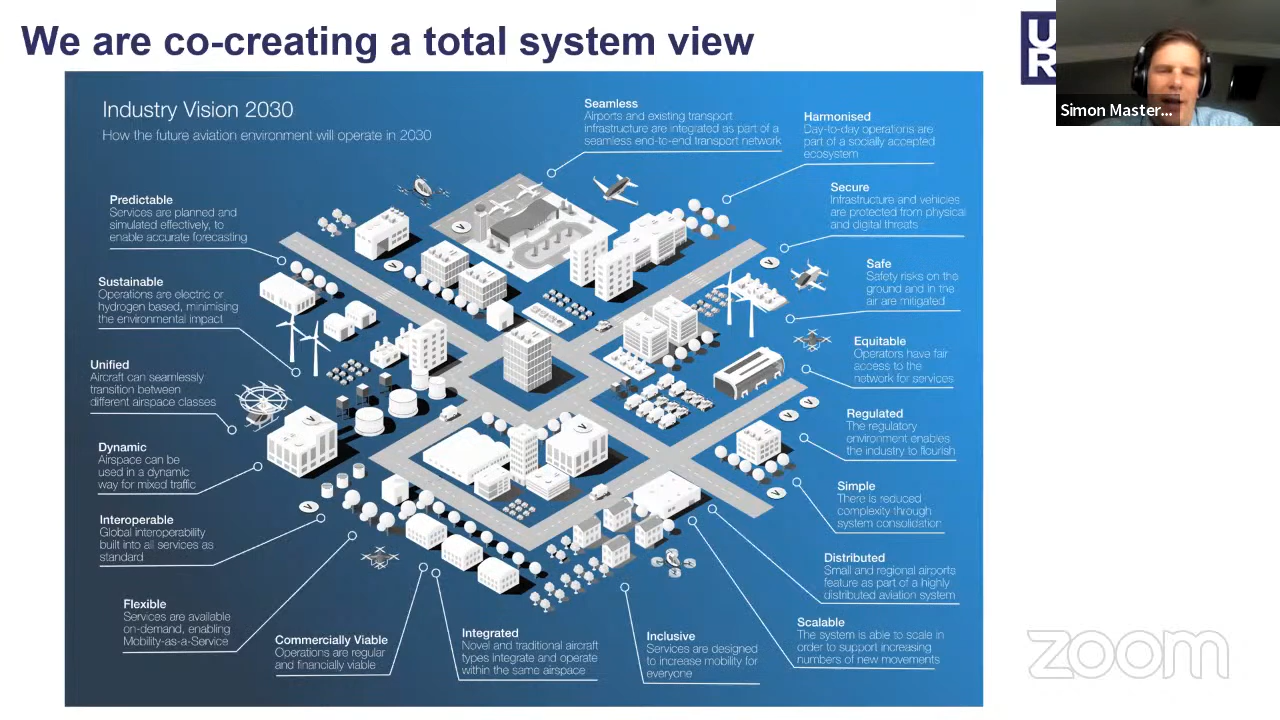 We are co-creating a total system view
U
R
Simon Master...
Industry Vision 2030
How the future aviation environment will operate in 2030
Seamless
Airports and existing transport
infrastructure are integrated as part of a
seamless end-to-end transport network
Harmonised
Day-to-day operations are
part of a socially accepted
ecosystem
Predictable
Services are planned and
simulated effectively, to
enable accurate forecasting
Secure
Infrastructure and vehicles
are protected from physical
and digital threats
Sustainable
Operations are electric or
hydrogen based, minimising
the environmental impact
Safe
Safety risks on the
ground and in the
air are mitigated
Unified
Aircraft can seamlessly
transition between
different airspace classes
Equitable
Operators have fair
access to the
network for services
Dynamic
Airspace can be
used in a dynamic
way for mixed traffic
Regulated
The regulatory
environment enables
the industry to flourish
Interoperable
Global interoperability
built into all services as
standard
Simple
There is reduced
complexity through
system consolidation
Flexible
Services are available
on-demand, enabling
Mobility-as-a-Service
Distributed
Small and regional airports
feature as part of a highly
distributed aviation system
Commercially Viable
Operations are regular
and financially viable
Integrated
Novel and traditional aircraft
types integrate and operate
within the same airspace
Inclusive
Services are designed
to increase mobility for
everyone
Scalable
The system is able to scale in
order to support increasing
numbers of new movements
V
V
V
V
V
V
V
V
V
zoom